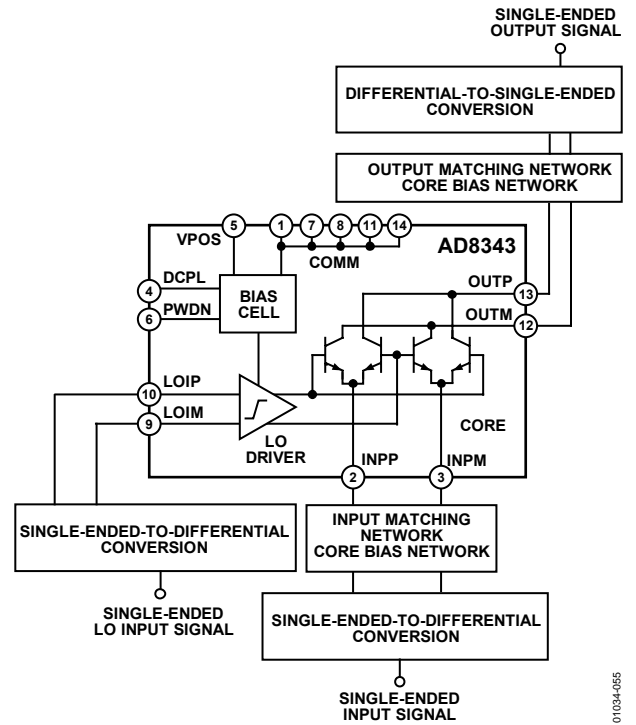 SINGLE-ENDED
OUTPUT SIGNAL
DIFFERENTIAL-TO-SINGLE-ENDED
CONVERSION
OUTPUT MATCHING NETWORK
CORE BIAS NETWORK
5 1 7 8 11 14
VPOS
COMM
AD8343
4 DCPL
6 PWDN
BIAS
CELL
OUTP 13
OUTM 12
10 LOIP
9 LOIM
LO
DRIVER
CORE
INPP INPM
2 3
SINGLE-ENDED-TO-DIFFERENTIAL
CONVERSION
INPUT MATCHING
NETWORK
CORE BIAS NETWORK
SINGLE-ENDED
LO INPUT SIGNAL
SINGLE-ENDED-TO-DIFFERENTIAL
CONVERSION
SINGLE-ENDED
INPUT SIGNAL
01034-055